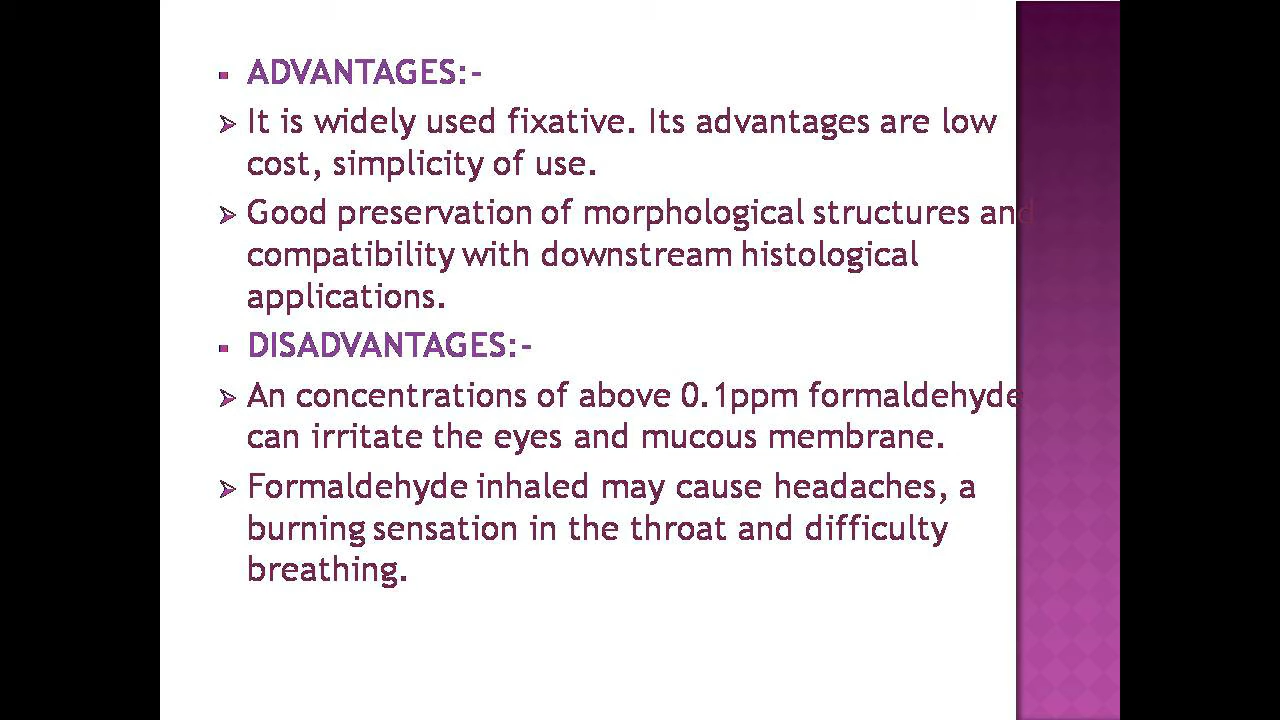 ADVANTAGES:-
It is widely used fixative. Its advantages are low
cost, simplicity of use.
Good preservation of morphological structures and
compatibility with downstream histological
applications.
DISADVANTAGES:-
An concentrations of above 0.1ppm formaldehyde
can irritate the eyes and mucous membrane.
Formaldehyde inhaled may cause headaches, a
burning sensation in the throat and difficulty
breathing.